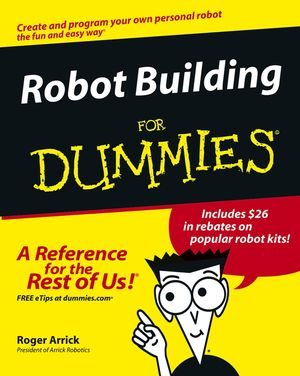 Create and program your own personal robot
the fun and easy way®
Robot Building
FOR
DUMMIES®
Includes $26
in rebates on
popular robot kits!
A Reference
for the
Rest of Us!®
FREE eTips at dummies.com®
Roger Arrick
President of Arrick Robotics